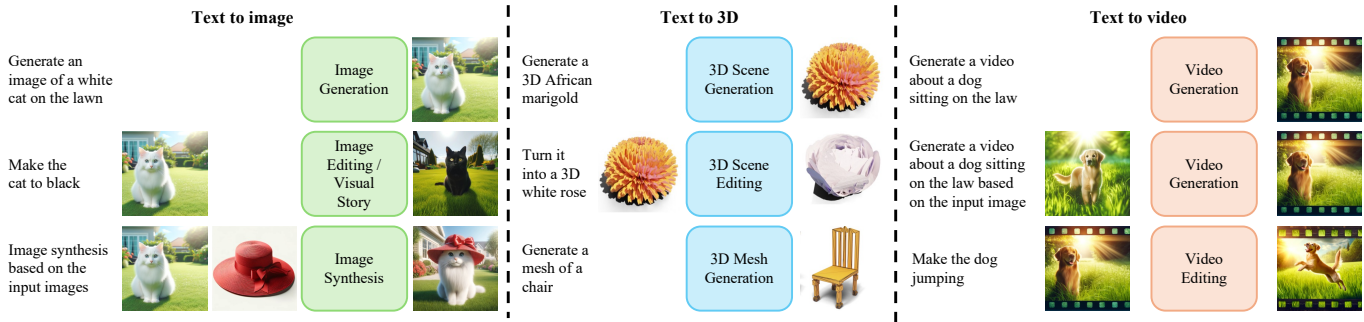 Text to image
Generate an
image of a white
cat on the lawn
Image
Generation
Make the
cat to black
Image
Editing /
Visual
Story
Image synthesis
based on the
input images
Image
Synthesis
Text to 3D
Generate a
3D African
marigold
3D Scene
Generation
Turn it
into a 3D
white rose
3D Scene
Editing
Generate a
mesh of a
chair
3D Mesh
Generation
Text to video
Generate a video
about a dog
sitting on the law
Video
Generation
Generate a video
about a dog sitting
on the law based
on the input image
Video
Generation
Make the dog
jumping
Video
Editing